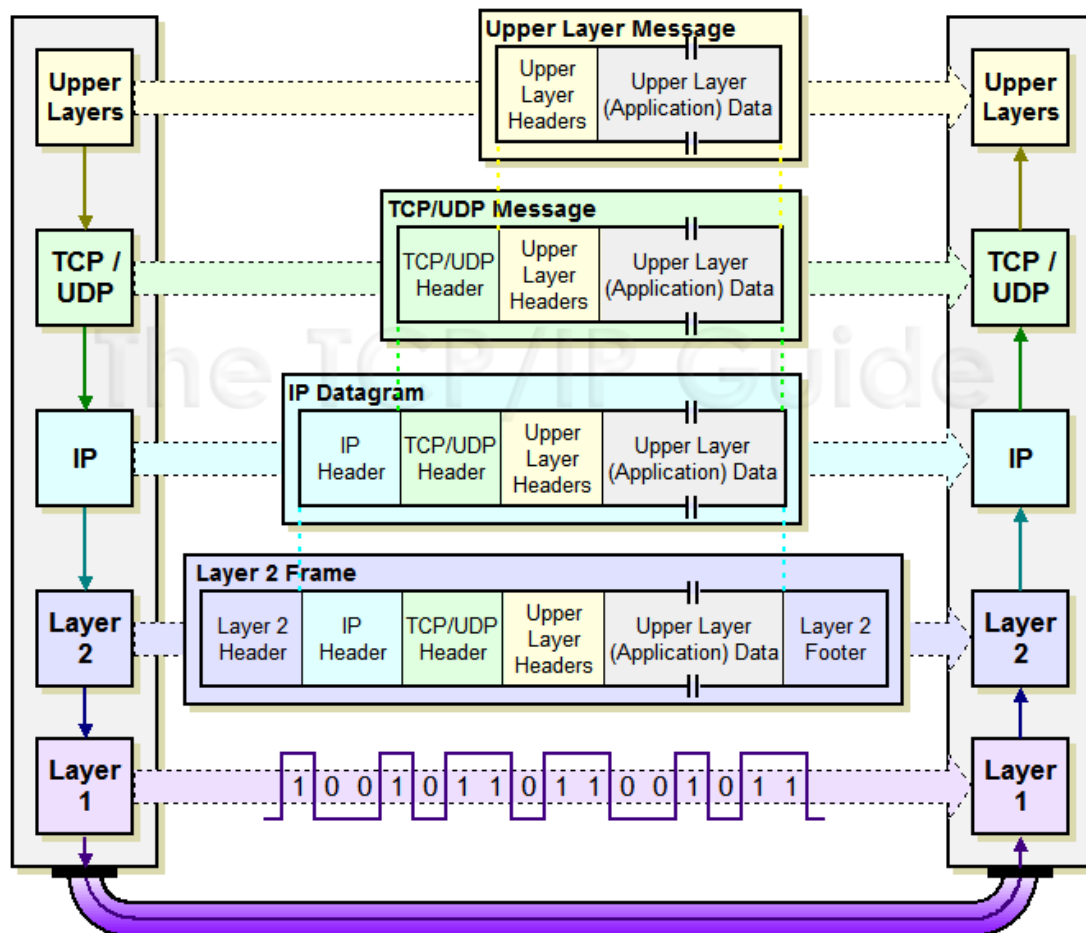 Upper Layer Message
Upper
Layers
Upper
Layer
Headers
Upper Layer
(Application) Data
Upper
Layers
TCP/UDP Message
TCP /
UDP
TCP/UDP
Header
Upper
Layer
Headers
Upper Layer
(Application) Data
TCP /
UDP
The TCP/IP Guide
IP Datagram
IP
IP
Header
TCP/UDP
Header
Upper
Layer
Headers
Upper Layer
(Application) Data
IP
Layer 2 Frame
Layer
2
Layer 2
Header
IP
Header
TCP/UDP
Header
Upper
Layer
Headers
Upper Layer
(Application) Data
Layer 2
Footer
Layer
2
Layer
1
1 0 0 1 0 1 1 0 1 1 0 0 1 0 1 1
Layer
1